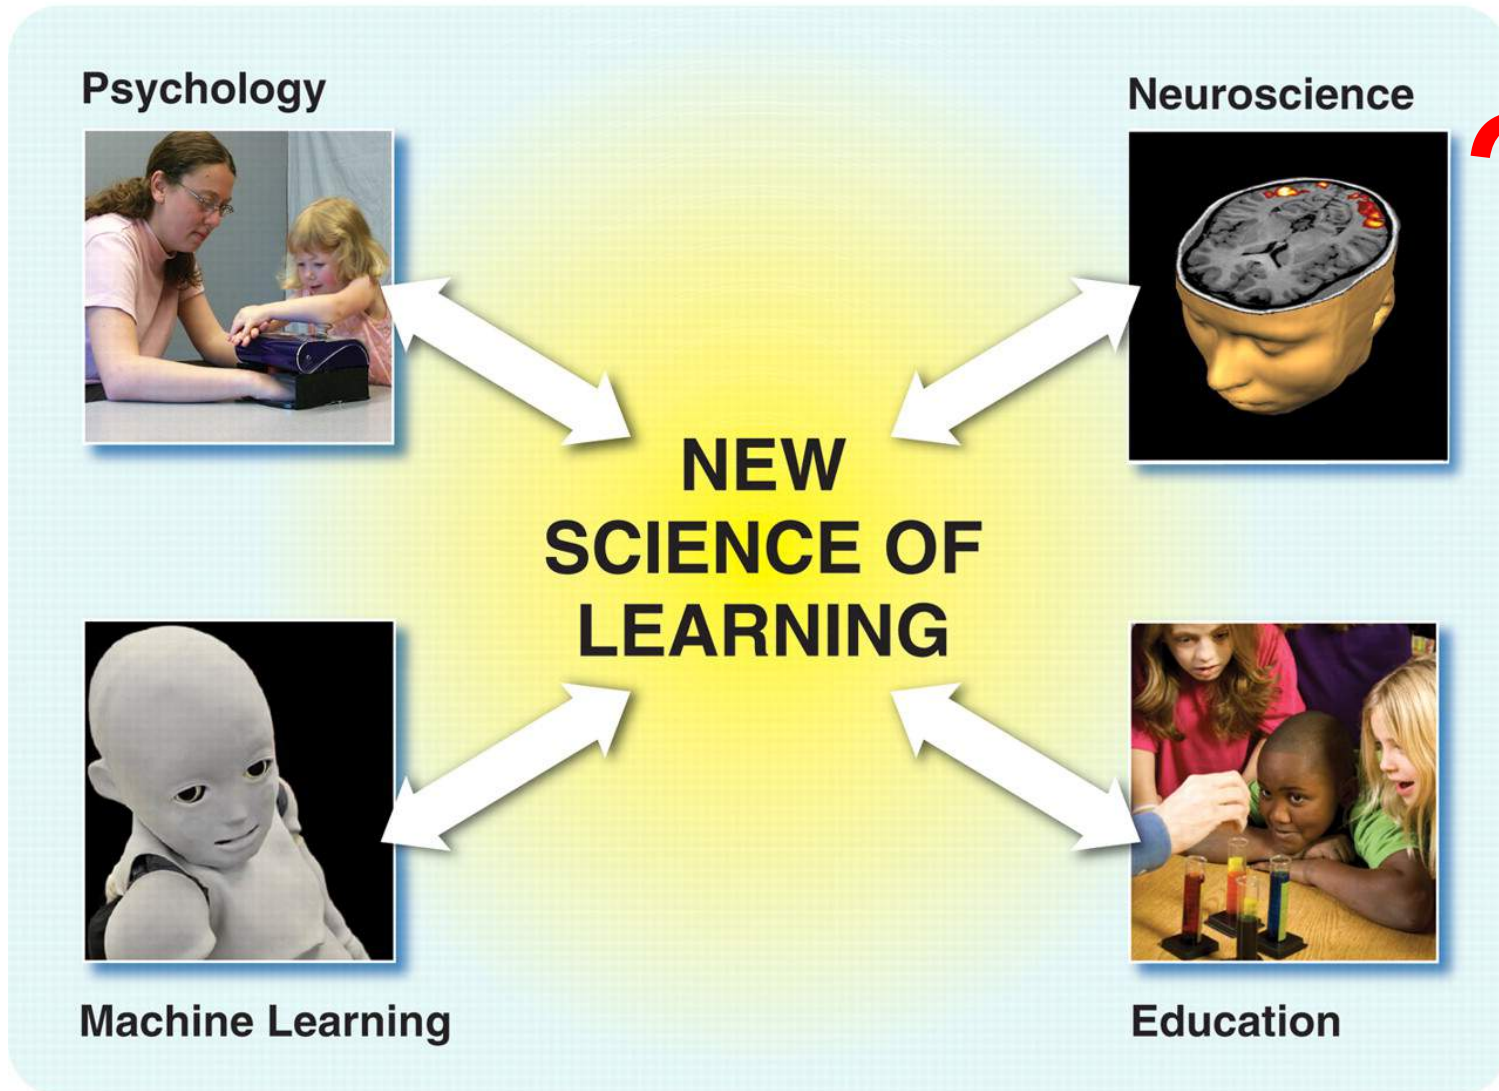 Psychology
Neuroscience
NEW
SCIENCE OF
LEARNING
Machine Learning
Education